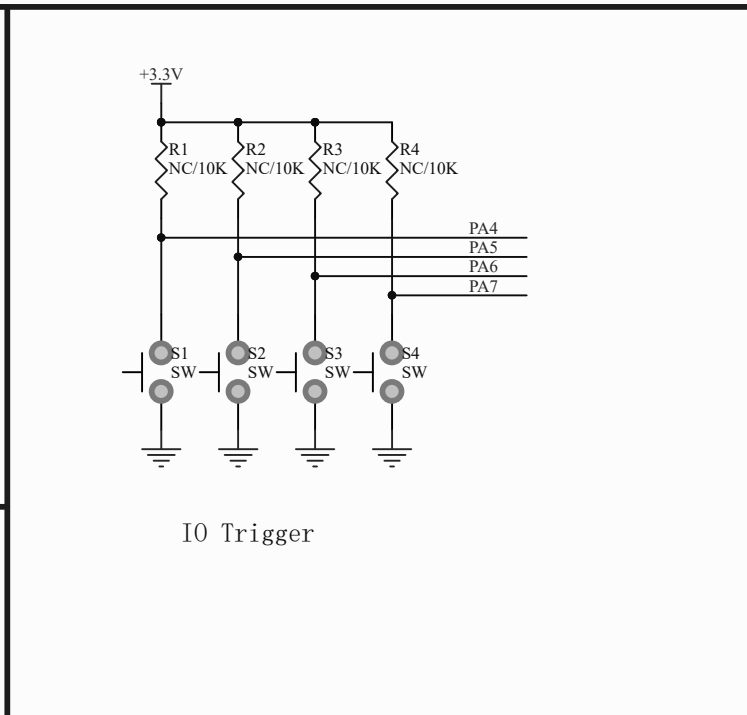 +3.3V
R1 R2 R3 R4
NC/10K NC/10K NC/10K NC/10K
PA4
PA5
PA6
PA7
S1 S2 S3 S4
SW SW SW SW
IO Trigger